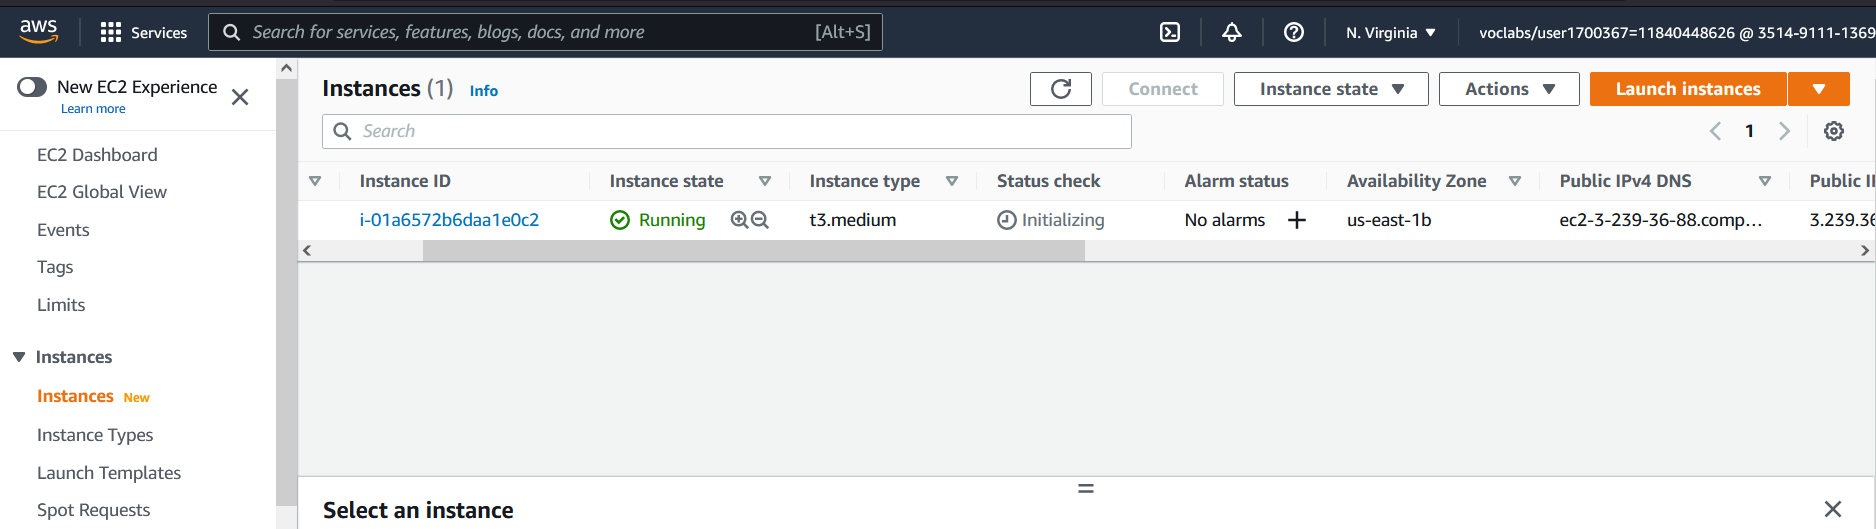 aws
Services
Search for services, features, blogs, docs, and more [Alt+S]
N. Virginia
voclabs/user1700367=11840448626 @ 3514-9111-1369
New EC2 Experience
Learn more
EC2 Dashboard
EC2 Global View
Events
Tags
Limits
Instances
Instances New
Instance Types
Launch Templates
Spot Requests
Instances (1) Info
Connect
Instance state
Actions
Launch instances
Search
1
Instance ID Instance state Instance type Status check Alarm status Availability Zone Public IPv4 DNS Public
i-01a6572b6daa1e0c2 Running t3.medium Initializing No alarms us-east-1b ec2-3-239-36-88.comp... 3.239.36
Select an instance